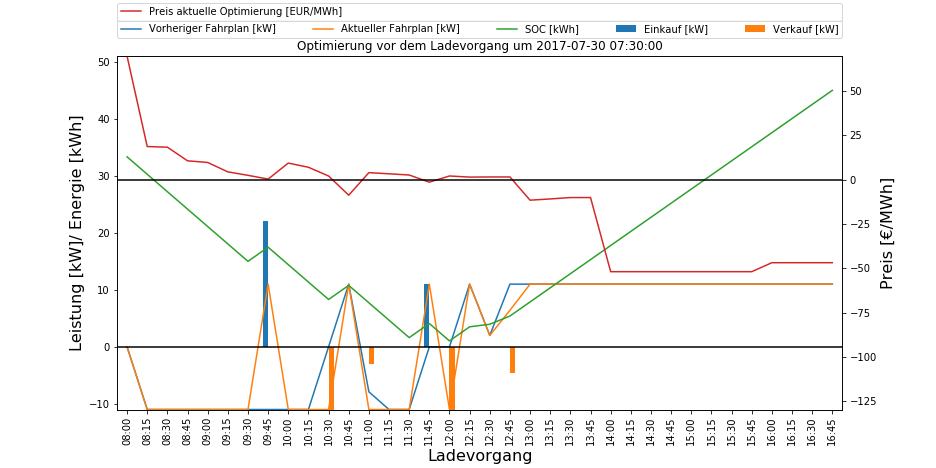 Preis aktuelle Optimierung [EUR/MWh]
Vorheriger Fahrplan [kW] Aktueller Fahrplan [kW] SOC [kWh] Einkauf [kW] Verkauf [kW]
Optimierung vor dem Ladevorgang um 2017-07-30 07:30:00
Leistung [kW]/ Energie [kWh]
50
40
30
20
10
0
−10
50
25
0
−25
−50
−75
−100
−125
Preis [€/MWh]
08:00 08:15 08:30 08:45 09:00 09:15 09:30 09:45 10:00 10:15 10:30 10:45 11:00 11:15 11:30 11:45 12:00 12:15 12:30 12:45 13:00 13:15 13:30 13:45 14:00 14:15 14:30 14:45 15:00 15:15 15:30 15:45 16:00 16:15 16:30 16:45
Ladevorgang